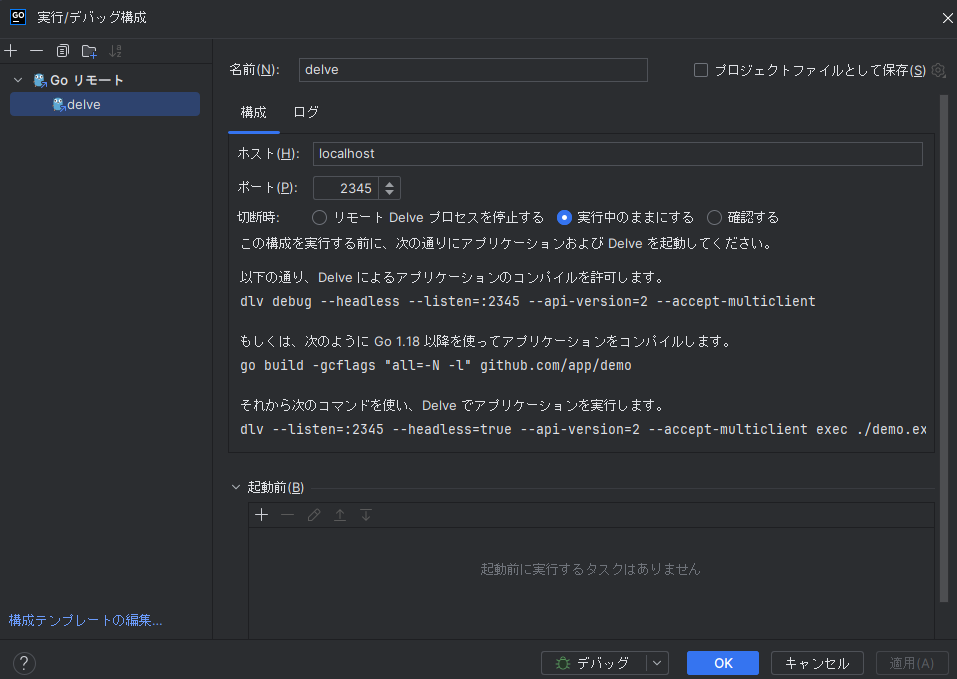 GO 実行/デバッグ構成
Go リモート
delve
構成テンプレートの編集...
名前(N): delve プロジェクトファイルとして保存(S)
構成 ログ
ホスト(H): localhost
ポート(P): 2345
切断時: リモート Delve プロセスを停止する 実行中のままにする 確認する
この構成を実行する前に、次の通りにアプリケーションおよび Delve を起動してください。
以下の通り、Delve によるアプリケーションのコンパイルを許可します。
dlv debug --headless --listen=:2345 --api-version=2 --accept-multiclient
もしくは、次のように Go 1.18 以降を使ってアプリケーションをコンパイルします。
go build -gcflags "all=-N -l" github.com/app/demo
それから次のコマンドを使い、Delve でアプリケーションを実行します。
dlv --listen=:2345 --headless=true --api-version=2 --accept-multiclient exec ./demo.ex
起動前(B)
起動前に実行するタスクはありません
? デバッグ OK キャンセル 適用(A)